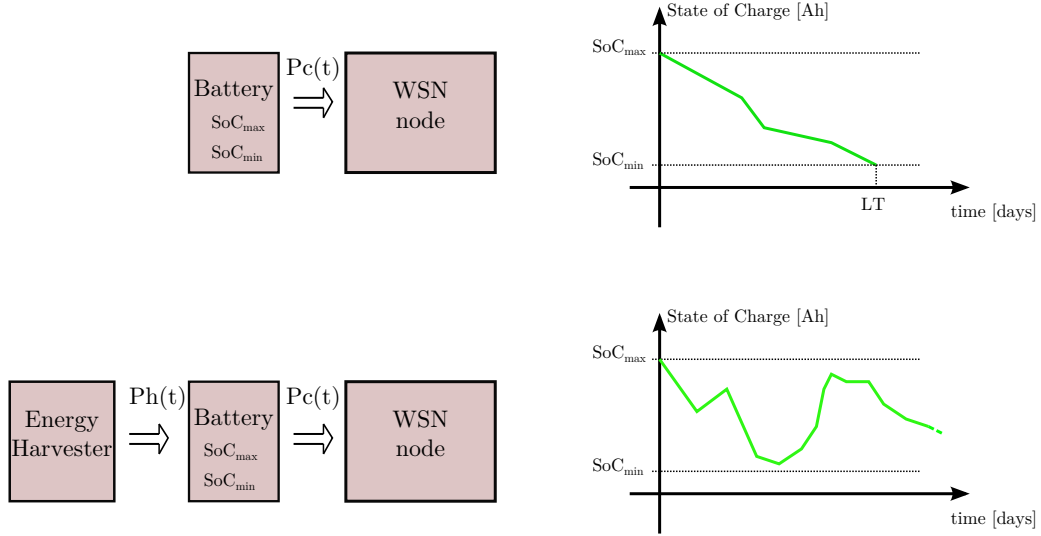 State of Charge [Ah]
SoCmax
Pc(t)
Battery
SoCmax
SoCmin
WSN
node
SoCmin
LT
time [days]
State of Charge [Ah]
SoCmax
Ph(t)
Pc(t)
Energy
Harvester
Battery
SoCmax
SoCmin
WSN
node
SoCmin
time [days]